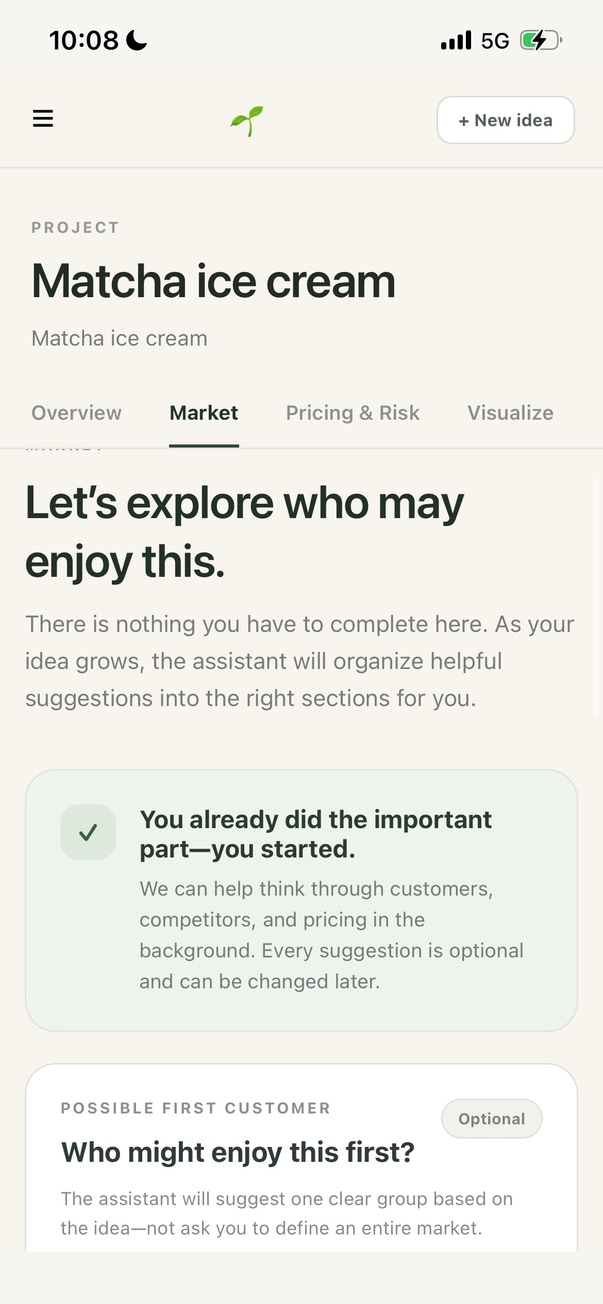 10:08
5G
+ New idea
PROJECT
Matcha ice cream
Matcha ice cream
Overview
Market
Pricing & Risk
Visualize
Let’s explore who may
enjoy this.
There is nothing you have to complete here. As your
idea grows, the assistant will organize helpful
suggestions into the right sections for you.
You already did the important
part—you started.
We can help think through customers,
competitors, and pricing in the
background. Every suggestion is optional
and can be changed later.
POSSIBLE FIRST CUSTOMER
Optional
Who might enjoy this first?
The assistant will suggest one clear group based on
the idea—not ask you to define an entire market.